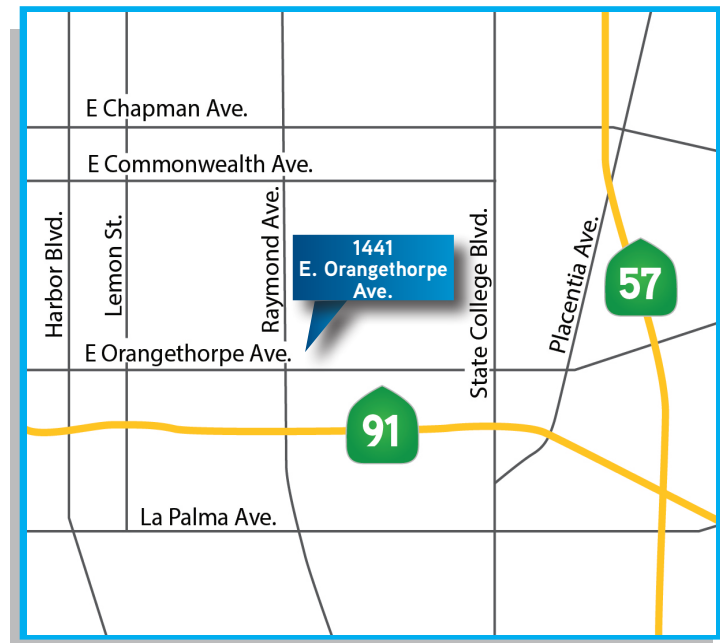 E Chapman Ave.
E Commonwealth Ave.
Harbor Blvd.
Lemon St.
Raymond Ave.
1441
E. Orangethorpe
Ave.
State College Blvd.
Placentia Ave.
57
E Orangethorpe Ave.
91
La Palma Ave.